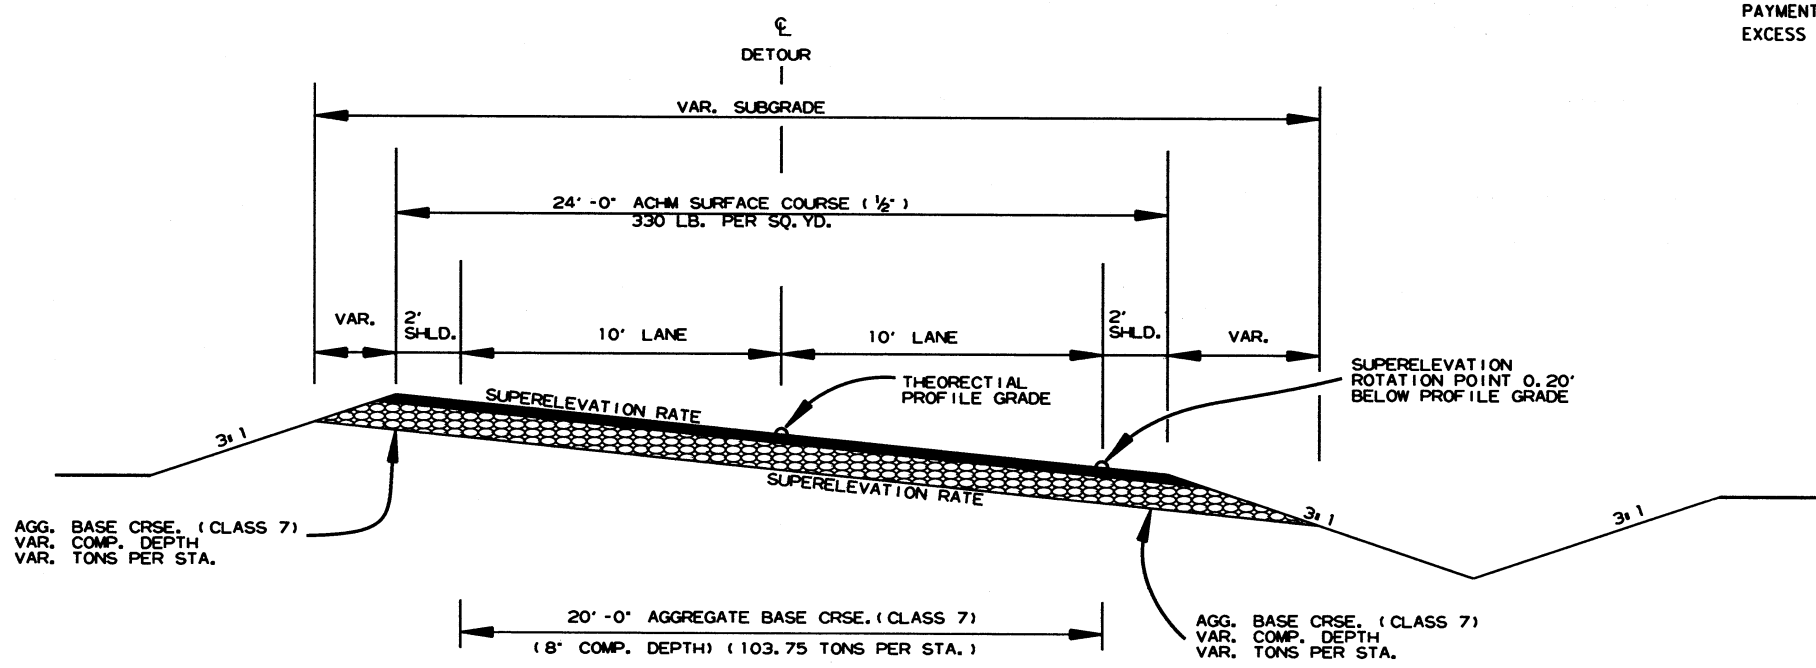 PAYMENT
EXCESS
℄
DETOUR
VAR. SUBGRADE
24'-0" ACHM SURFACE COURSE (½")
330 LB. PER SQ.YD.
VAR.
2'
SHLD.
10' LANE
10' LANE
2'
SHLD.
VAR.
SUPERELEVATION RATE
THEORECTIAL
PROFILE GRADE
SUPERELEVATION
ROTATION POINT 0.20'
BELOW PROFILE GRADE
3:1
SUPERELEVATION RATE
3:1
3:1
AGG. BASE CRSE. (CLASS 7)
VAR. COMP. DEPTH
VAR. TONS PER STA.
20'-0" AGGREGATE BASE CRSE.(CLASS 7)
(8" COMP. DEPTH) (103.75 TONS PER STA.)
AGG. BASE CRSE. (CLASS 7)
VAR. COMP. DEPTH
VAR. TONS PER STA.